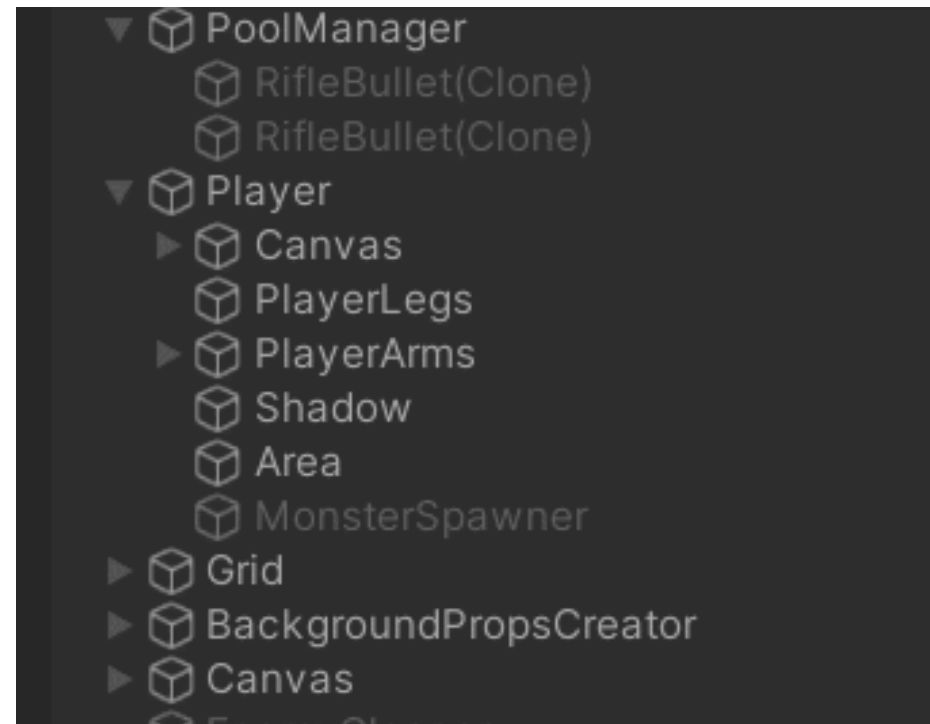 PoolManager
RifleBullet(Clone)
RifleBullet(Clone)
Player
Canvas
PlayerLegs
PlayerArms
Shadow
Area
MonsterSpawner
Grid
BackgroundPropsCreator
Canvas